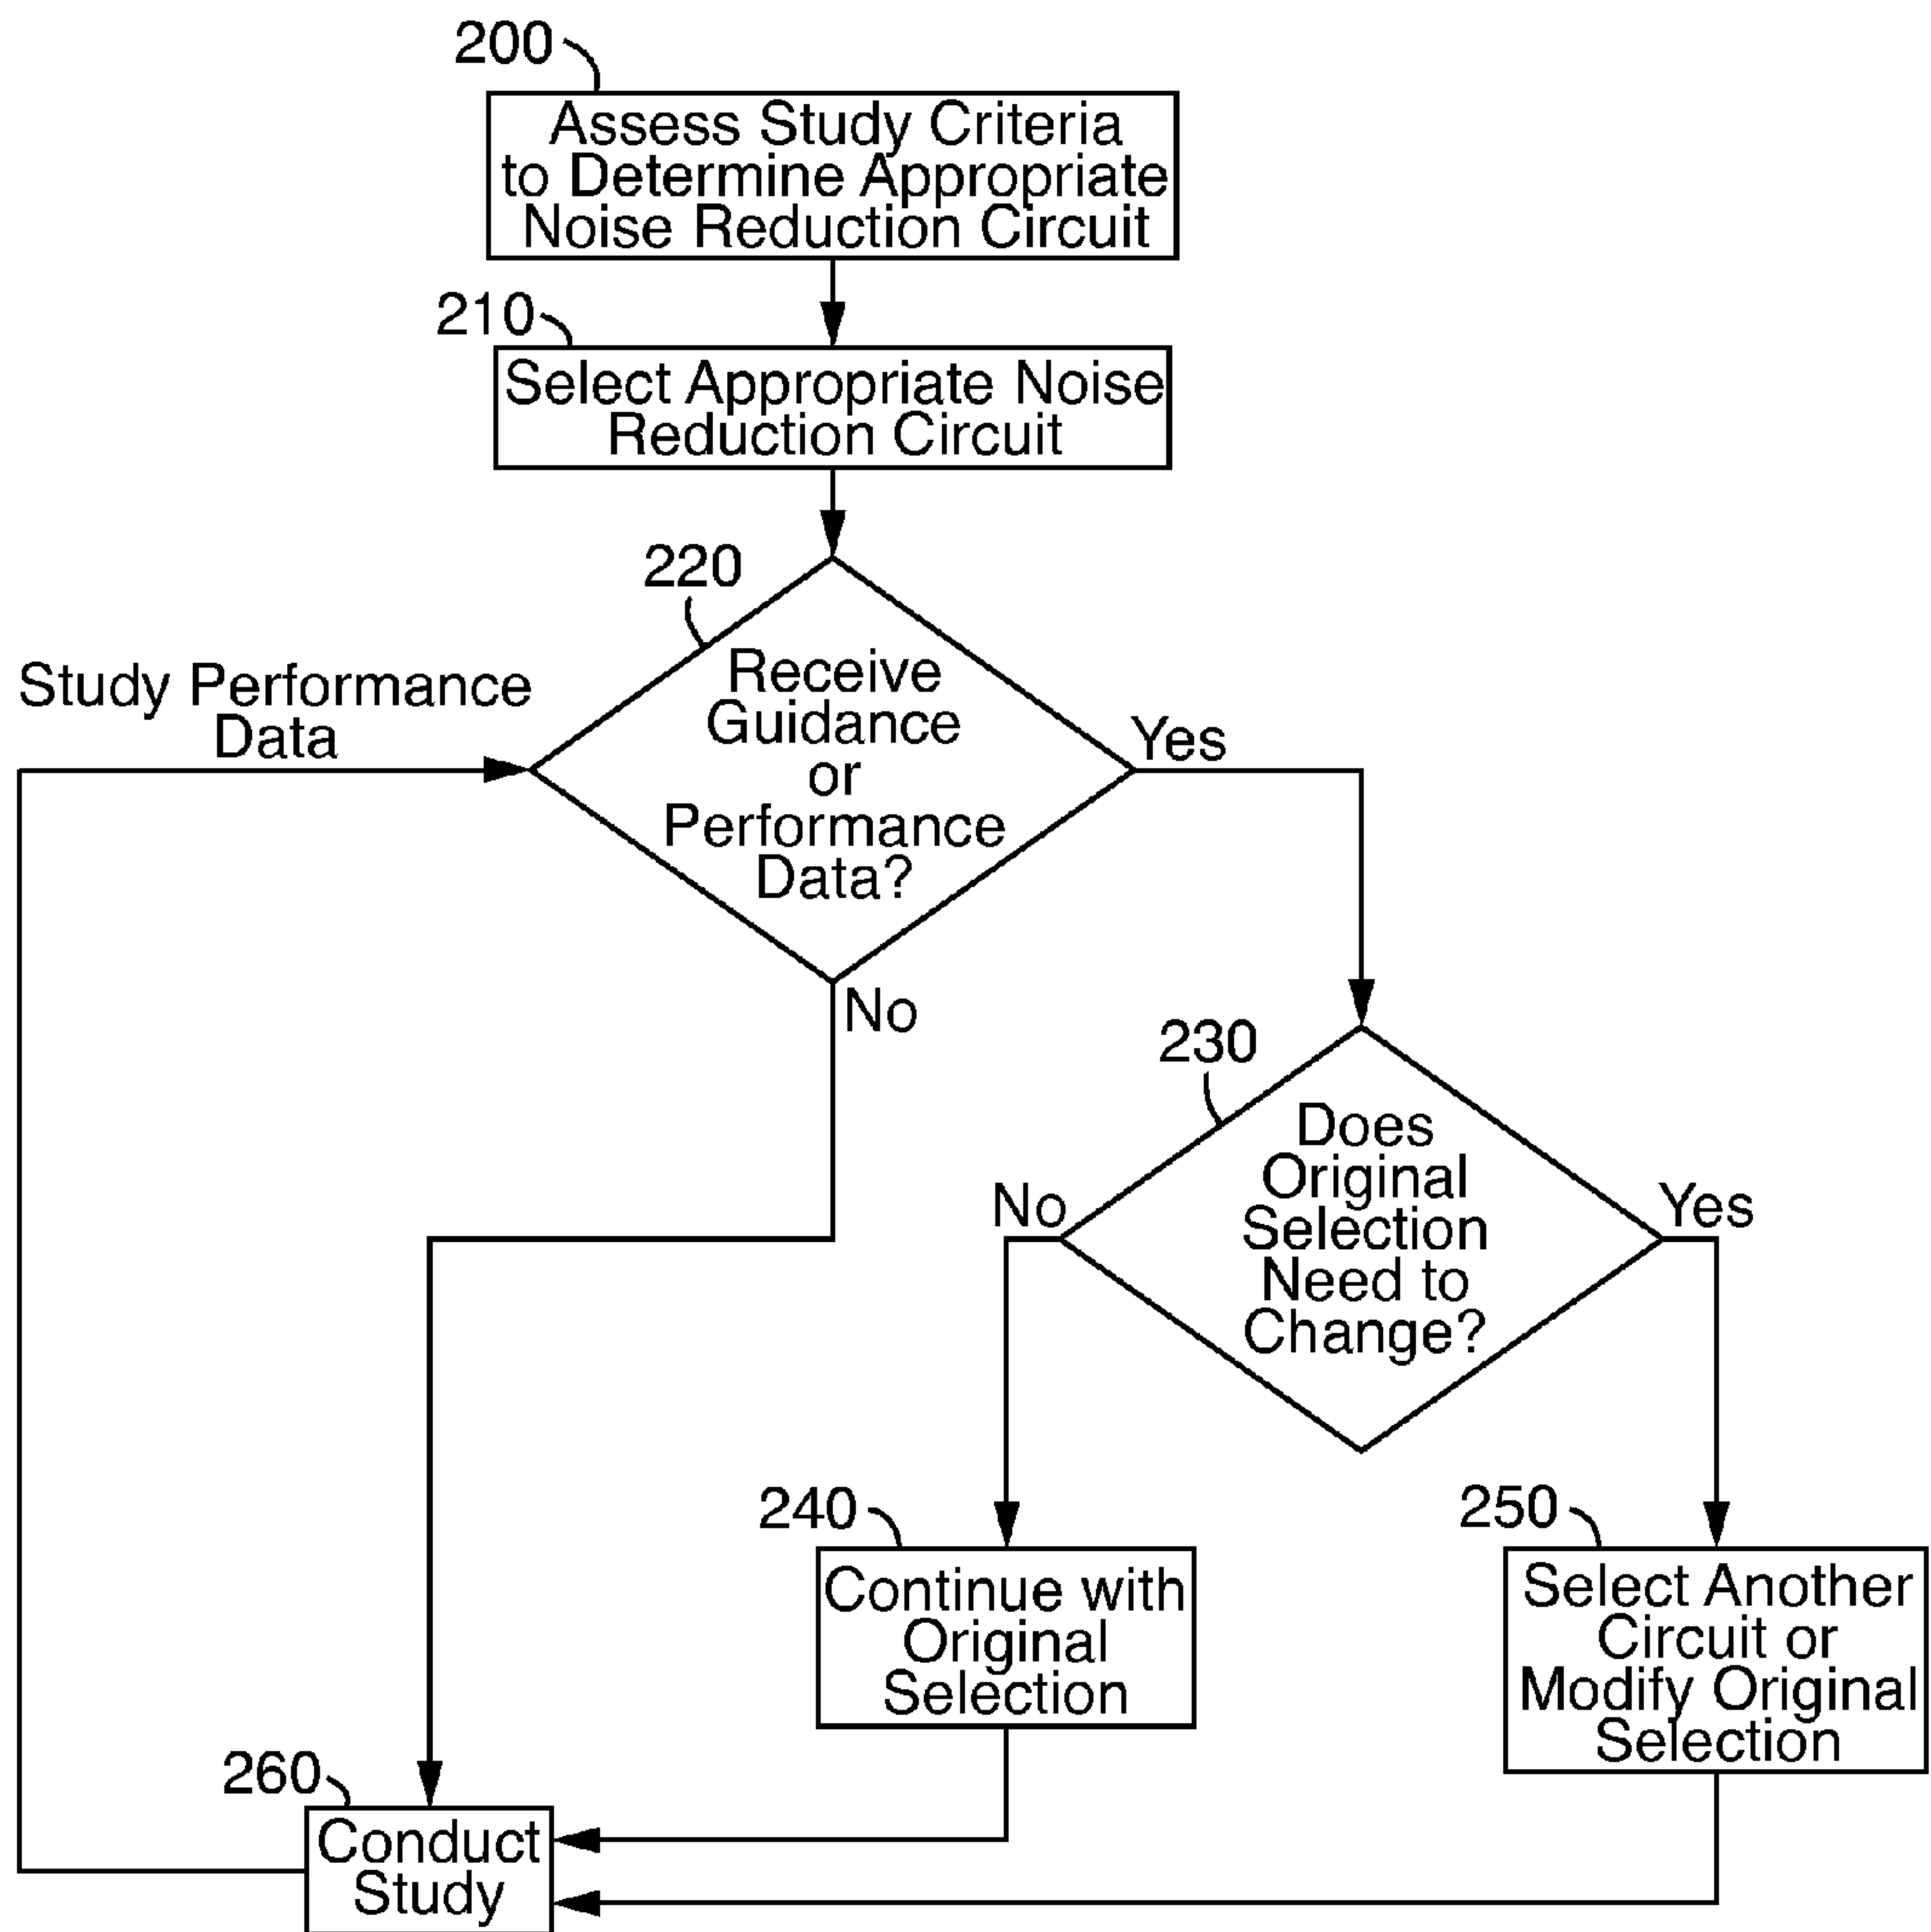 200
Assess Study Criteria
to Determine Appropriate
Noise Reduction Circuit
210
Select Appropriate Noise
Reduction Circuit
220
Receive
Guidance
or
Performance
Data?
Study Performance
Data
Yes
No
230
Does
Original
Selection
Need to
Change?
No
Yes
240
Continue with
Original
Selection
250
Select Another
Circuit or
Modify Original
Selection
260
Conduct
Study